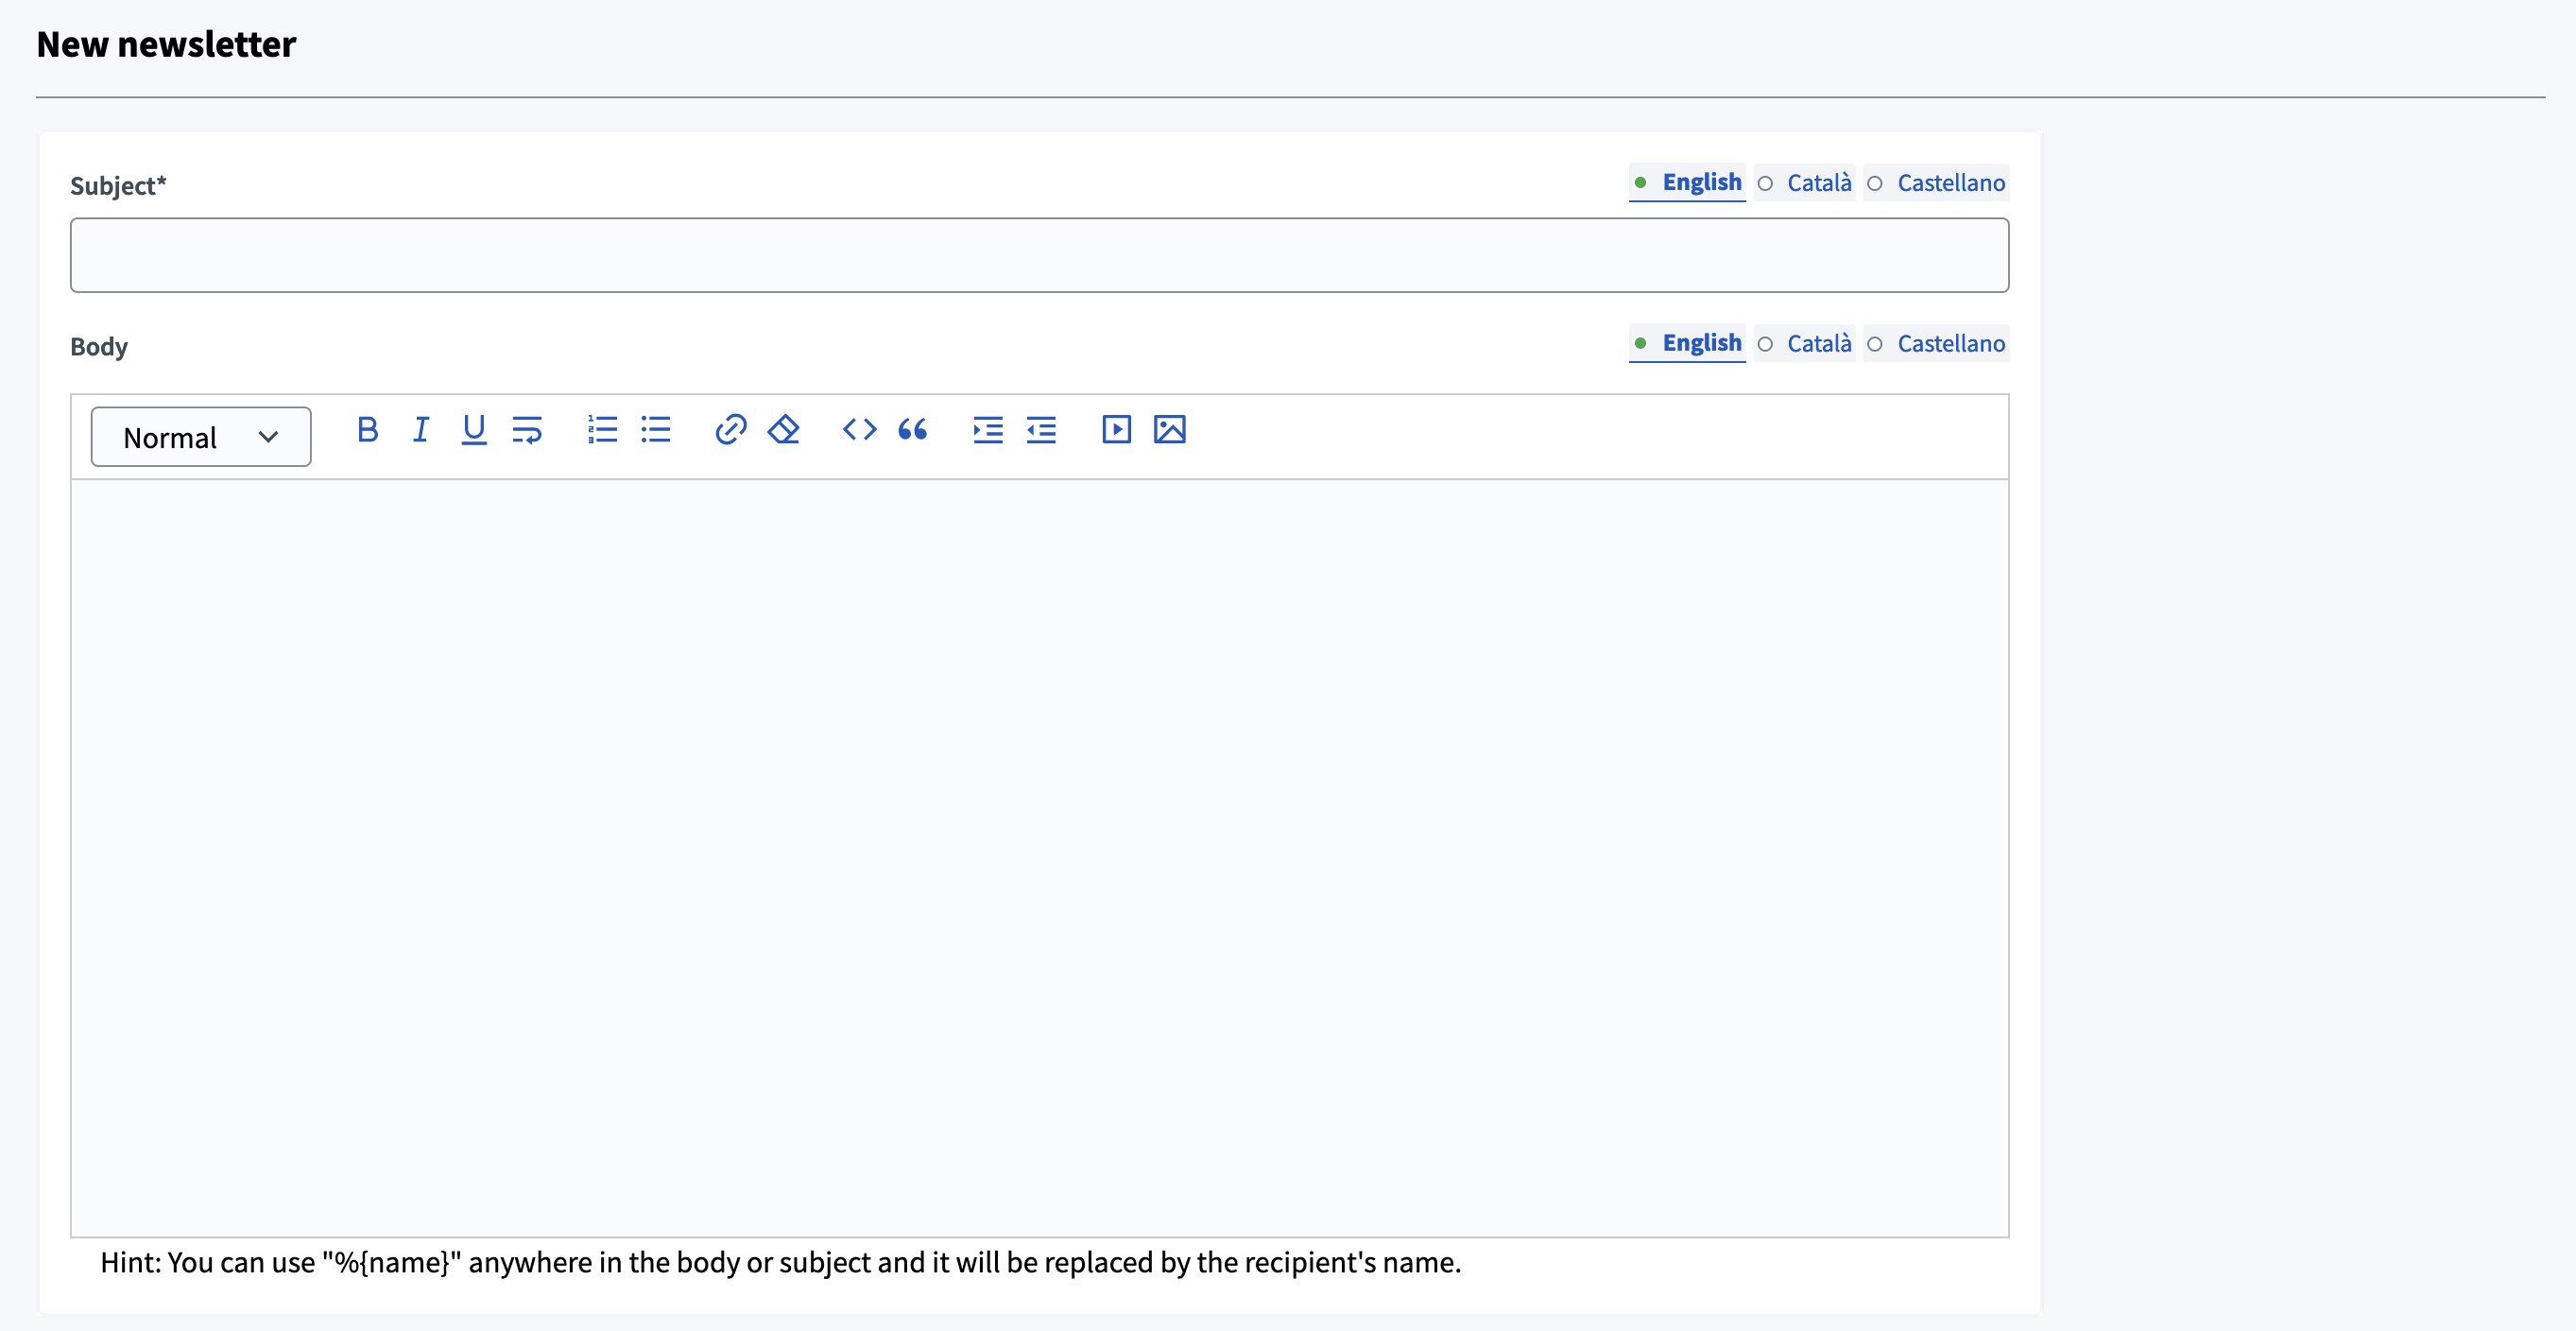 New newsletter
Subject*
English Català Castellano
Body
English Català Castellano
Normal
Hint: You can use "%{name}" anywhere in the body or subject and it will be replaced by the recipient's name.